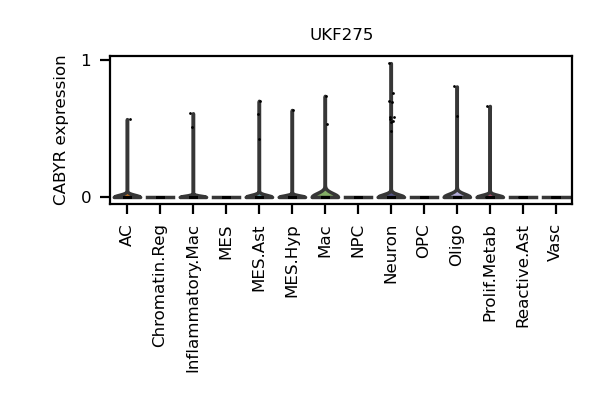 UKF275
CABYR expression
1
0
AC
Chromatin.Reg
Inflammatory.Mac
MES
MES.Ast
MES.Hyp
Mac
NPC
Neuron
OPC
Oligo
Prolif.Metab
Reactive.Ast
Vasc